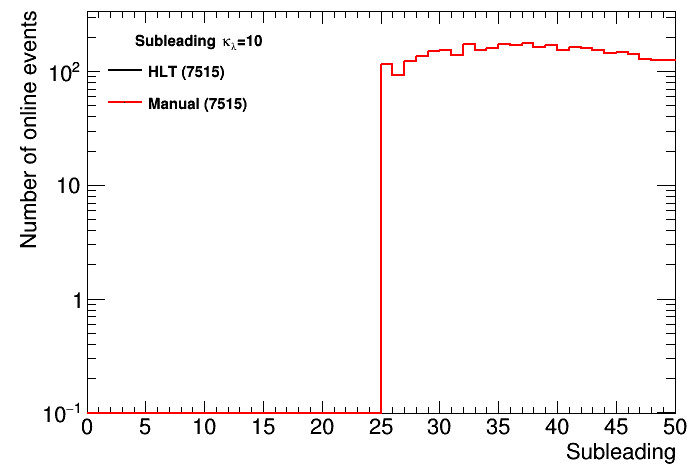 Number of online events
Subleading κλ=10
HLT (7515)
Manual (7515)
10²
10
1
10⁻¹
0 5 10 15 20 25 30 35 40 45 50
Subleading